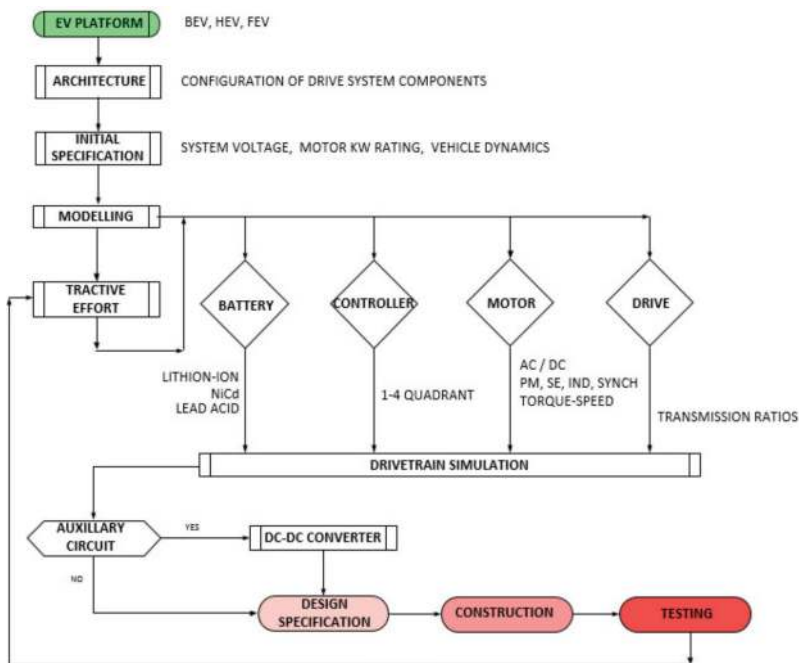 EV PLATFORM
BEV, HEV, FEV
ARCHITECTURE
CONFIGURATION OF DRIVE SYSTEM COMPONENTS
INITIAL
SPECIFICATION
SYSTEM VOLTAGE, MOTOR KW RATING, VEHICLE DYNAMICS
MODELLING
TRACTIVE
EFFORT
BATTERY
CONTROLLER
MOTOR
DRIVE
LITHION-ION
NiCd
LEAD ACID
1-4 QUADRANT
AC / DC
PM, SE, IND, SYNCH
TORQUE-SPEED
TRANSMISSION RATIOS
DRIVETRAIN SIMULATION
AUXILLARY
CIRCUIT
YES
DC-DC CONVERTER
NO
DESIGN
SPECIFICATION
CONSTRUCTION
TESTING